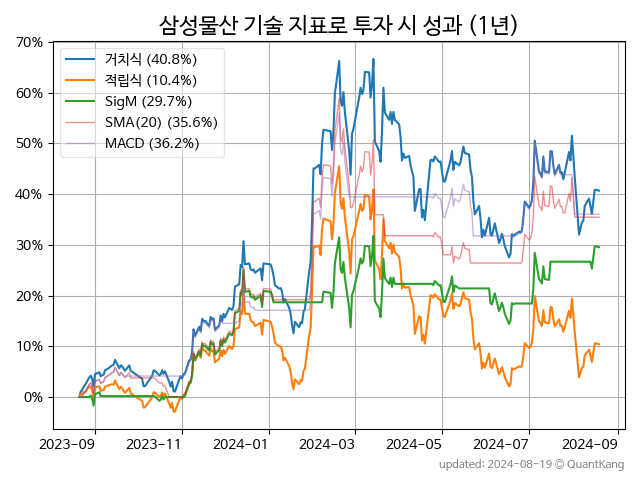 삼성물산 기술 지표로 투자 시 성과 (1년)
70%
60%
50%
40%
30%
20%
10%
0%
거치식 (40.8%)
적립식 (10.4%)
SigM (29.7%)
SMA(20) (35.6%)
MACD (36.2%)
2023-09
2023-11
2024-01
2024-03
2024-05
2024-07
2024-09
updated: 2024-08-19 © QuantKang